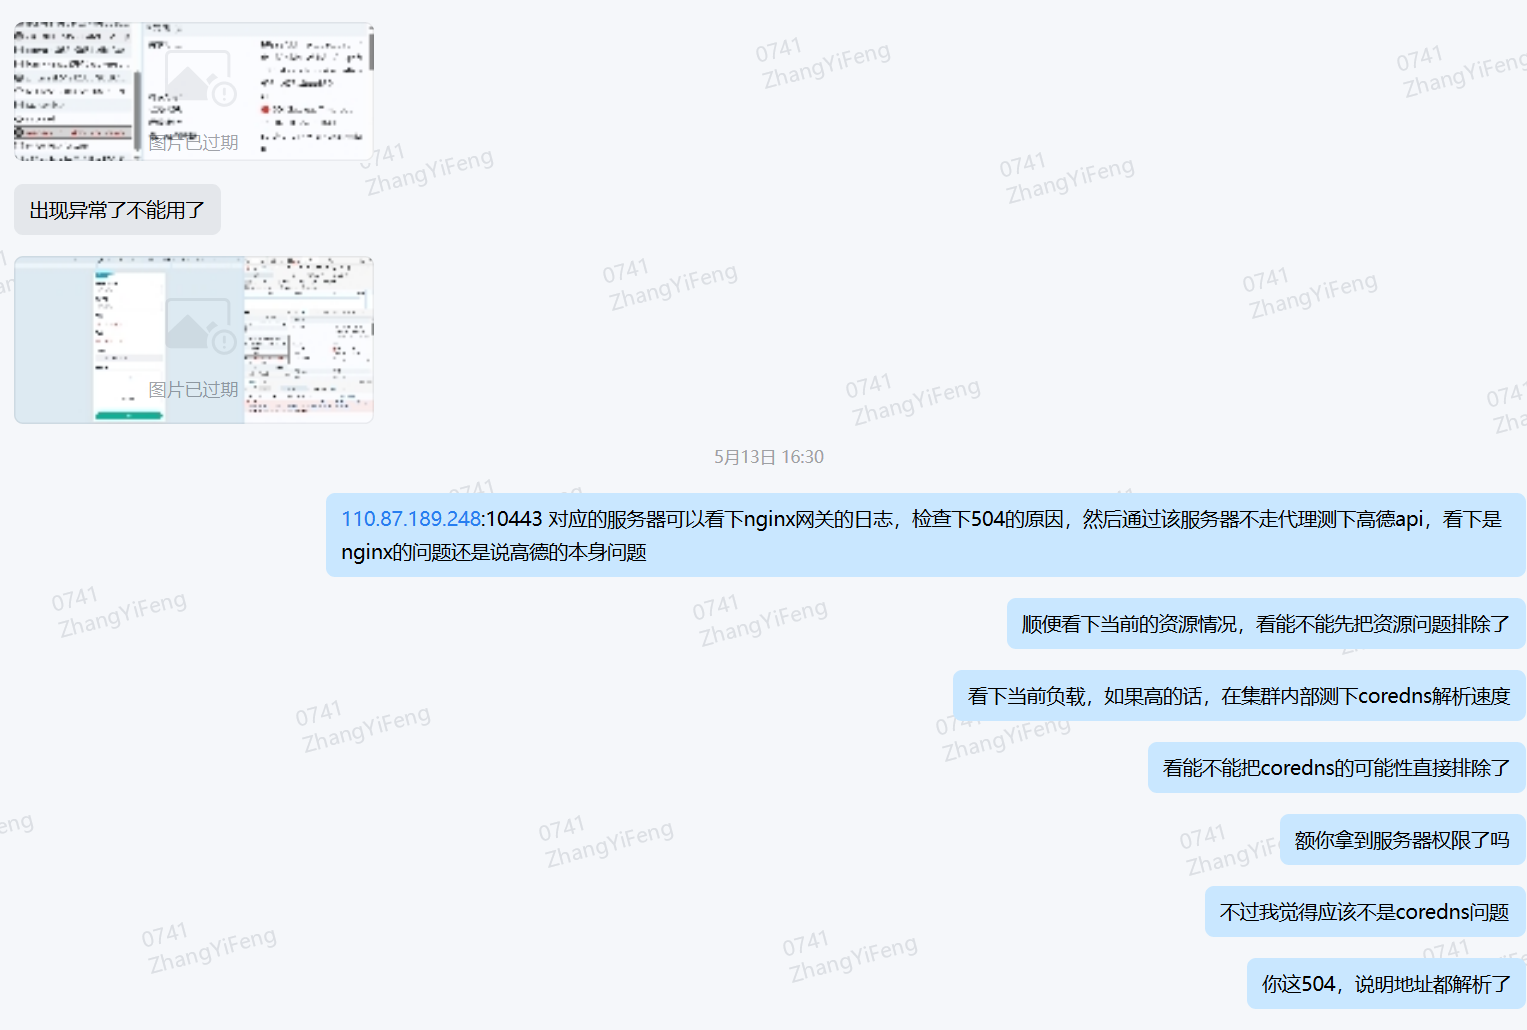 图片已过期
出现异常了不能用了
图片已过期
5月13日 16:30
110.87.189.248:10443 对应的服务器可以看下nginx网关的日志，检查下504的原因，然后通过该服务器不走代理测下高德api，看下是
nginx的问题还是说高德的本身问题
顺便看下当前的资源情况，看能不能先把资源问题排除了
看下当前负载，如果高的话，在集群内部测下coredns解析速度
看能不能把coredns的可能性直接排除了
额你拿到服务器权限了吗
不过我觉得应该不是coredns问题
你这504，说明地址都解析了
0741
ZhangYiFeng